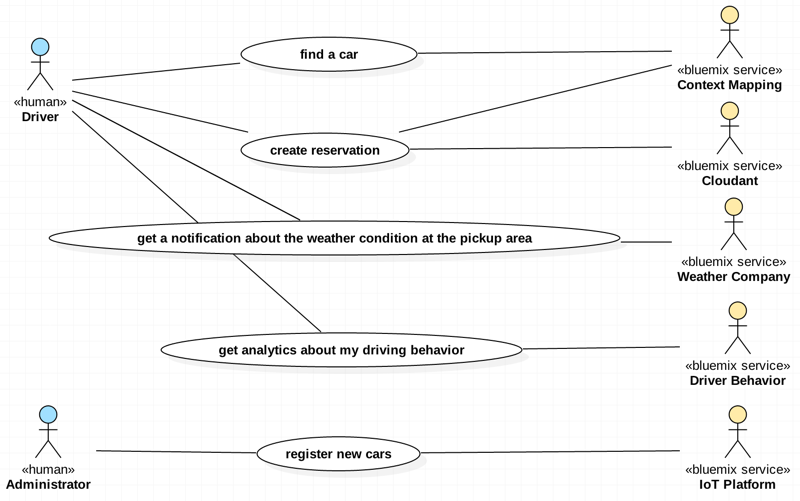 find a car
«bluemix service»
Context Mapping
«human»
Driver
create reservation
«bluemix service»
Cloudant
get a notification about the weather condition at the pickup area
«bluemix service»
Weather Company
get analytics about my driving behavior
«bluemix service»
Driver Behavior
register new cars
«human»
Administrator
«bluemix service»
IoT Platform